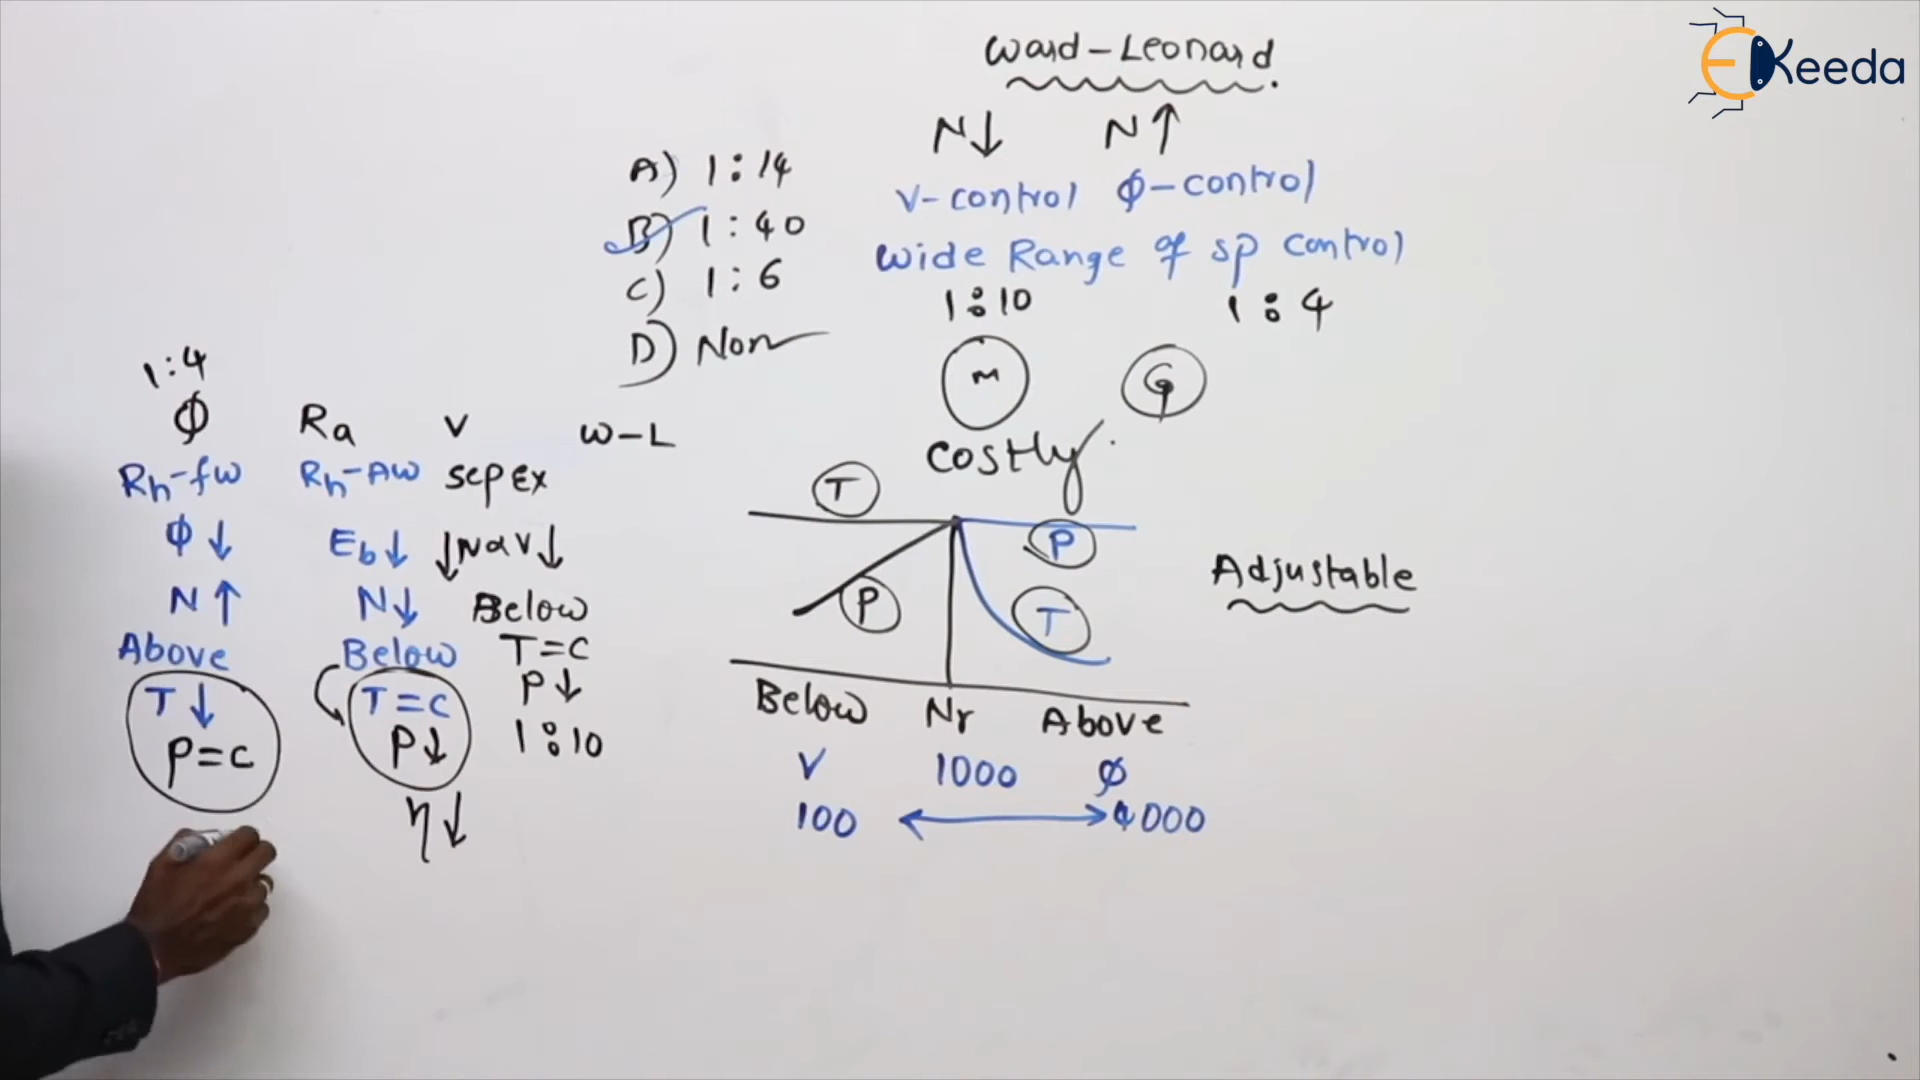 EKeeda
Ward-Leonard
N↓ N↑
V-control ϕ-control
Wide Range of sp control
1:10 1:4
M G
Costly
A) 1:14
B) 1:40
C) 1:6
D) Non
1:4
ϕ Ra V W-L
Rh-fw Rh-AW sep Ex
ϕ↓ Eb↓ ↓NαV↓
N↑ N↓ Below
Above Below T=C
T↓ T=C P↓
P=C P↓ 1:10
η↓
T P
P T
Below Nr Above
V 1000 ϕ
100 ↔ 4000
Adjustable